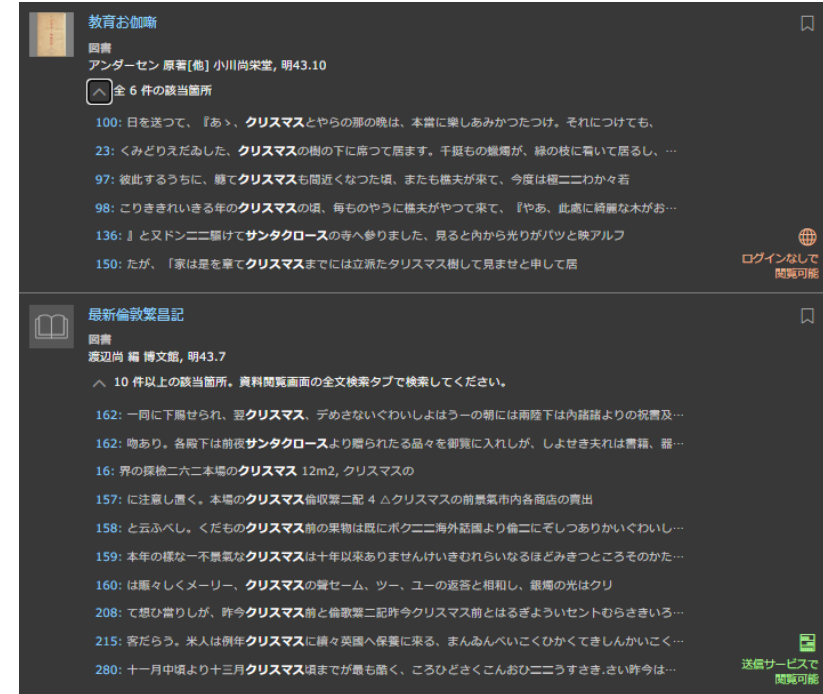 教育お伽噺
図書
アンダーセン 原著[他] 小川尚栄堂, 明43.10
全 6 件の該当箇所
100: 日を送つて、『あゝ、クリスマスとやらの那の晩は、本當に樂しあみかつたつけ。それにつけても、
23: くみどりえだゐした、クリスマスの樹の下に席つて居ます。千挺もの蠟燭が、緑の枝に着いて居るし、…
97: 彼此するうちに、軈てクリスマスも間近くなつた頃、またも樵夫が来て、今度は極二二わか々若
98: こりききれいきる年のクリスマスの頃、毎ものやうに樵夫がやつて来て、『やあ、此處に綺麗な木がお…
136: 』と又ドン二二驅けてサンタクロースの寺へ參りました、見ると内から光りがパツと映アルフ
150: たが、「家は是を章てクリスマスまでには立派たタリスマス樹して見ませと申して居
ログインなしで
閲覧可能
最新倫敦繁昌記
図書
渡辺尚 編 博文館, 明43.7
10 件以上の該当箇所。資料閲覧画面の全文検索タブで検索してください。
162: 一同に下賜せられ、翌クリスマス、デめさないぐわいしよはうーの朝には兩陛下は內諸諸よりの祝書及…
162: 吻あり。各殿下は前夜サンタクロースより贈られたる品々を御覽に入れしが、しよせき夫れは書籍、器…
16: 界の探檢二六二本場のクリスマス 12m2, クリスマスの
157: に注意し置く。本場のクリスマス倫収繁二配 4 △クリスマスの前景氣市內各商店の賣出
158: と云ふべし。くだものクリスマス前の果物は既にボク二二海外話國より倫二にぞしつありかいぐわいし…
159: 本年の樣な一不景氣なクリスマスは十年以來ありませんけいきむれらいなるほどみきつところそのかた…
160: は賑々しくメーリー、クリスマスの聲セーム、ツー、ユーの返答と相和し、銀燭の光はクリ
208: て想ひ當りしが、昨今クリスマス前と倫歌繁二記昨今クリスマス前とはるぎよういセントむらさきいろ…
215: 客だらう。米人は例年クリスマスに續々英國へ保養に来る、まんゐんべいこくひかくてきしんかいこく…
280: 十一月中頃より十三月クリスマス頃までが最も酷く、ころひどさくこんおひ二二うすさき.さい昨今は…
送信サービスで
閲覧可能